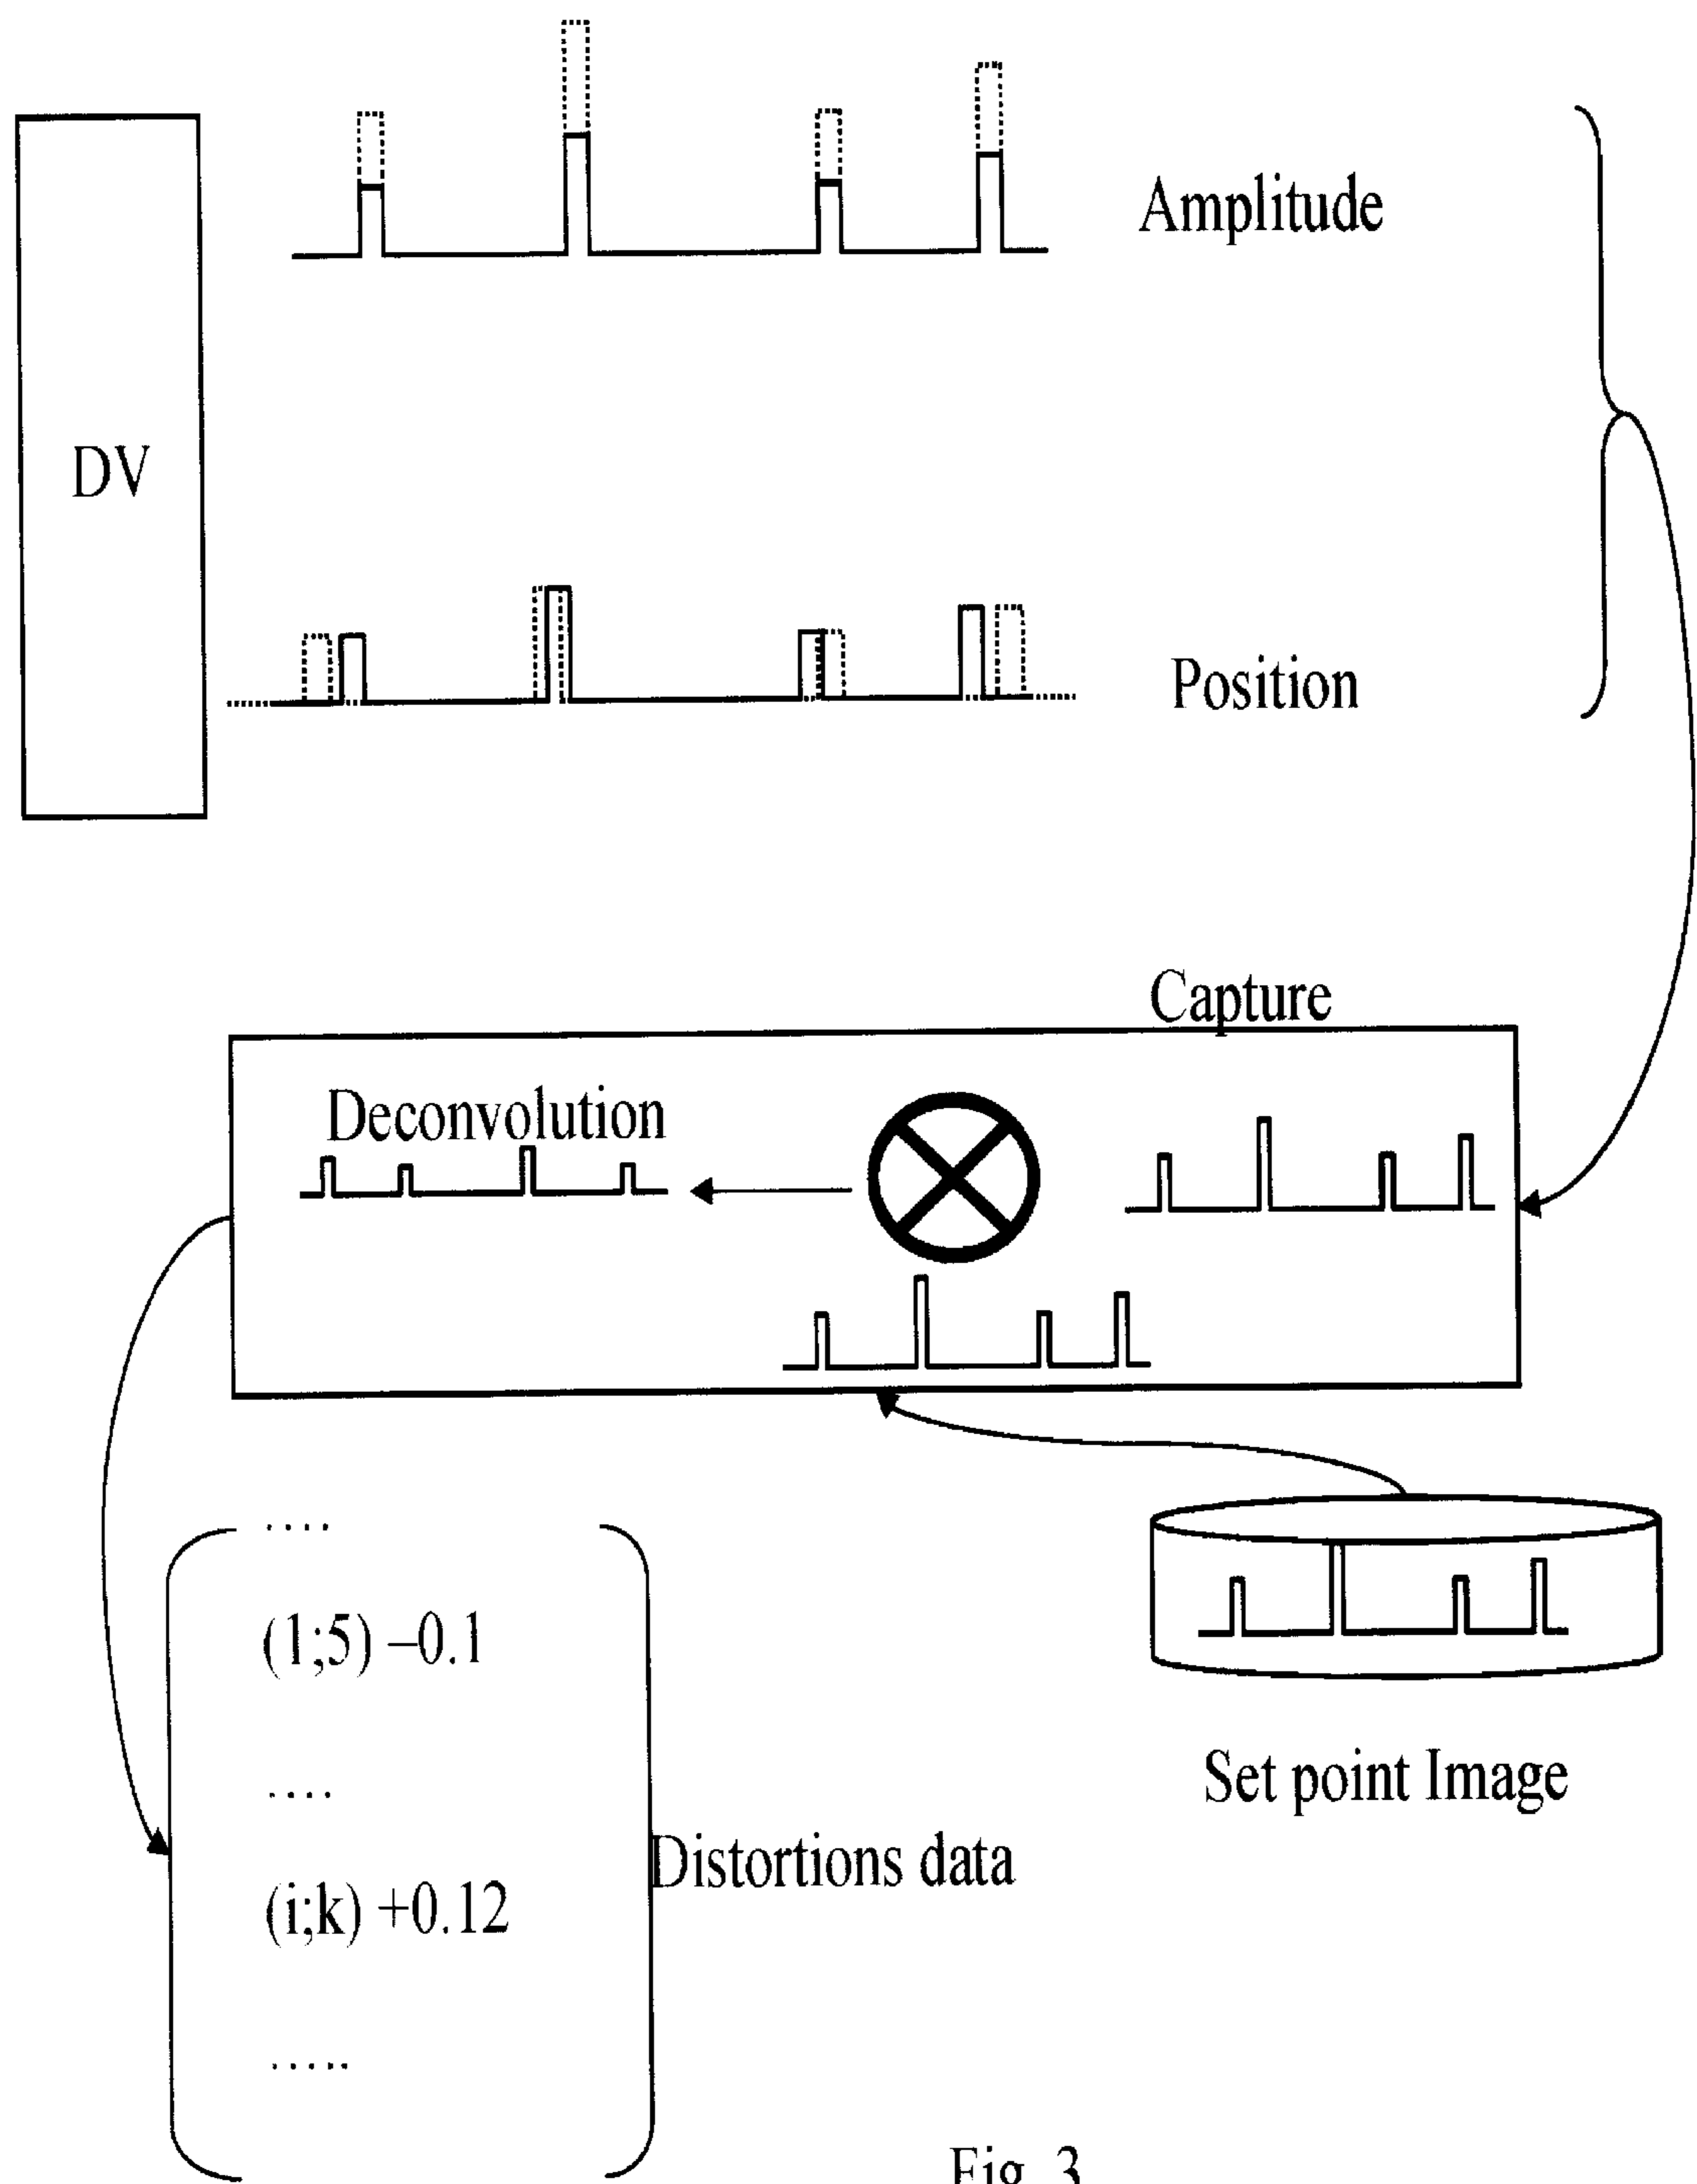 Amplitude
DV
Position
Capture
Deconvolution
....
(1;5) –0.1
....
(i;k) +0.12
.....
Set point Image
Distortions data
Fig. 3